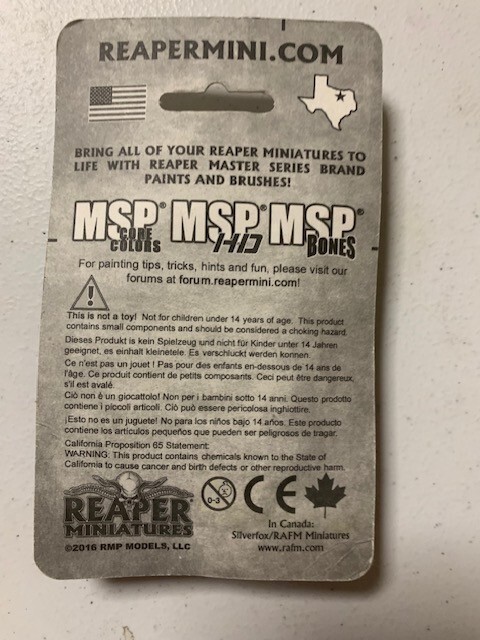 REAPERMINI.COM
BRING ALL OF YOUR REAPER MINIATURES TO
LIFE WITH REAPER MASTER SERIES BRAND
PAINTS AND BRUSHES!
MSP® MSP® MSP®
CORE COLORS HD BONES
For painting tips, tricks, hints and fun, please visit our
forums at forum.reapermini.com!
This is not a toy! Not for children under 14 years of age. This product
contains small components and should be considered a choking hazard.
Dieses Produkt is kein Spielzeug und nicht für Kinder unter 14 Jahren
geeignet, es einhalt kleineteile. Es verschluckt werden konnen.
Ce n'est pas un jouet ! Pas pour des enfants en-dessous de 14 ans de
l'âge. Ce produit contient de petits composants. Ceci peut être dangereux,
s'il est avalé.
Ciò non è un giocattolo! Non per i bambini sotto 14 anni. Questo prodotto
contiene i piccoli articoli. Ciò può essere pericolosa inghiottire.
¡Esto no es un juguete! No para los niños bajo 14 años. Este producto
contiene los artículos pequeños que pueden ser peligrosos de tragar.
California Proposition 65 Statement:
WARNING: This product contains chemicals known to the State of
California to cause cancer and birth defects or other reproductive harm.
REAPER
MINIATURES
©2016 RMP MODELS, LLC
0-3
CE
In Canada:
Silverfox/RAFM Miniatures
www.rafm.com